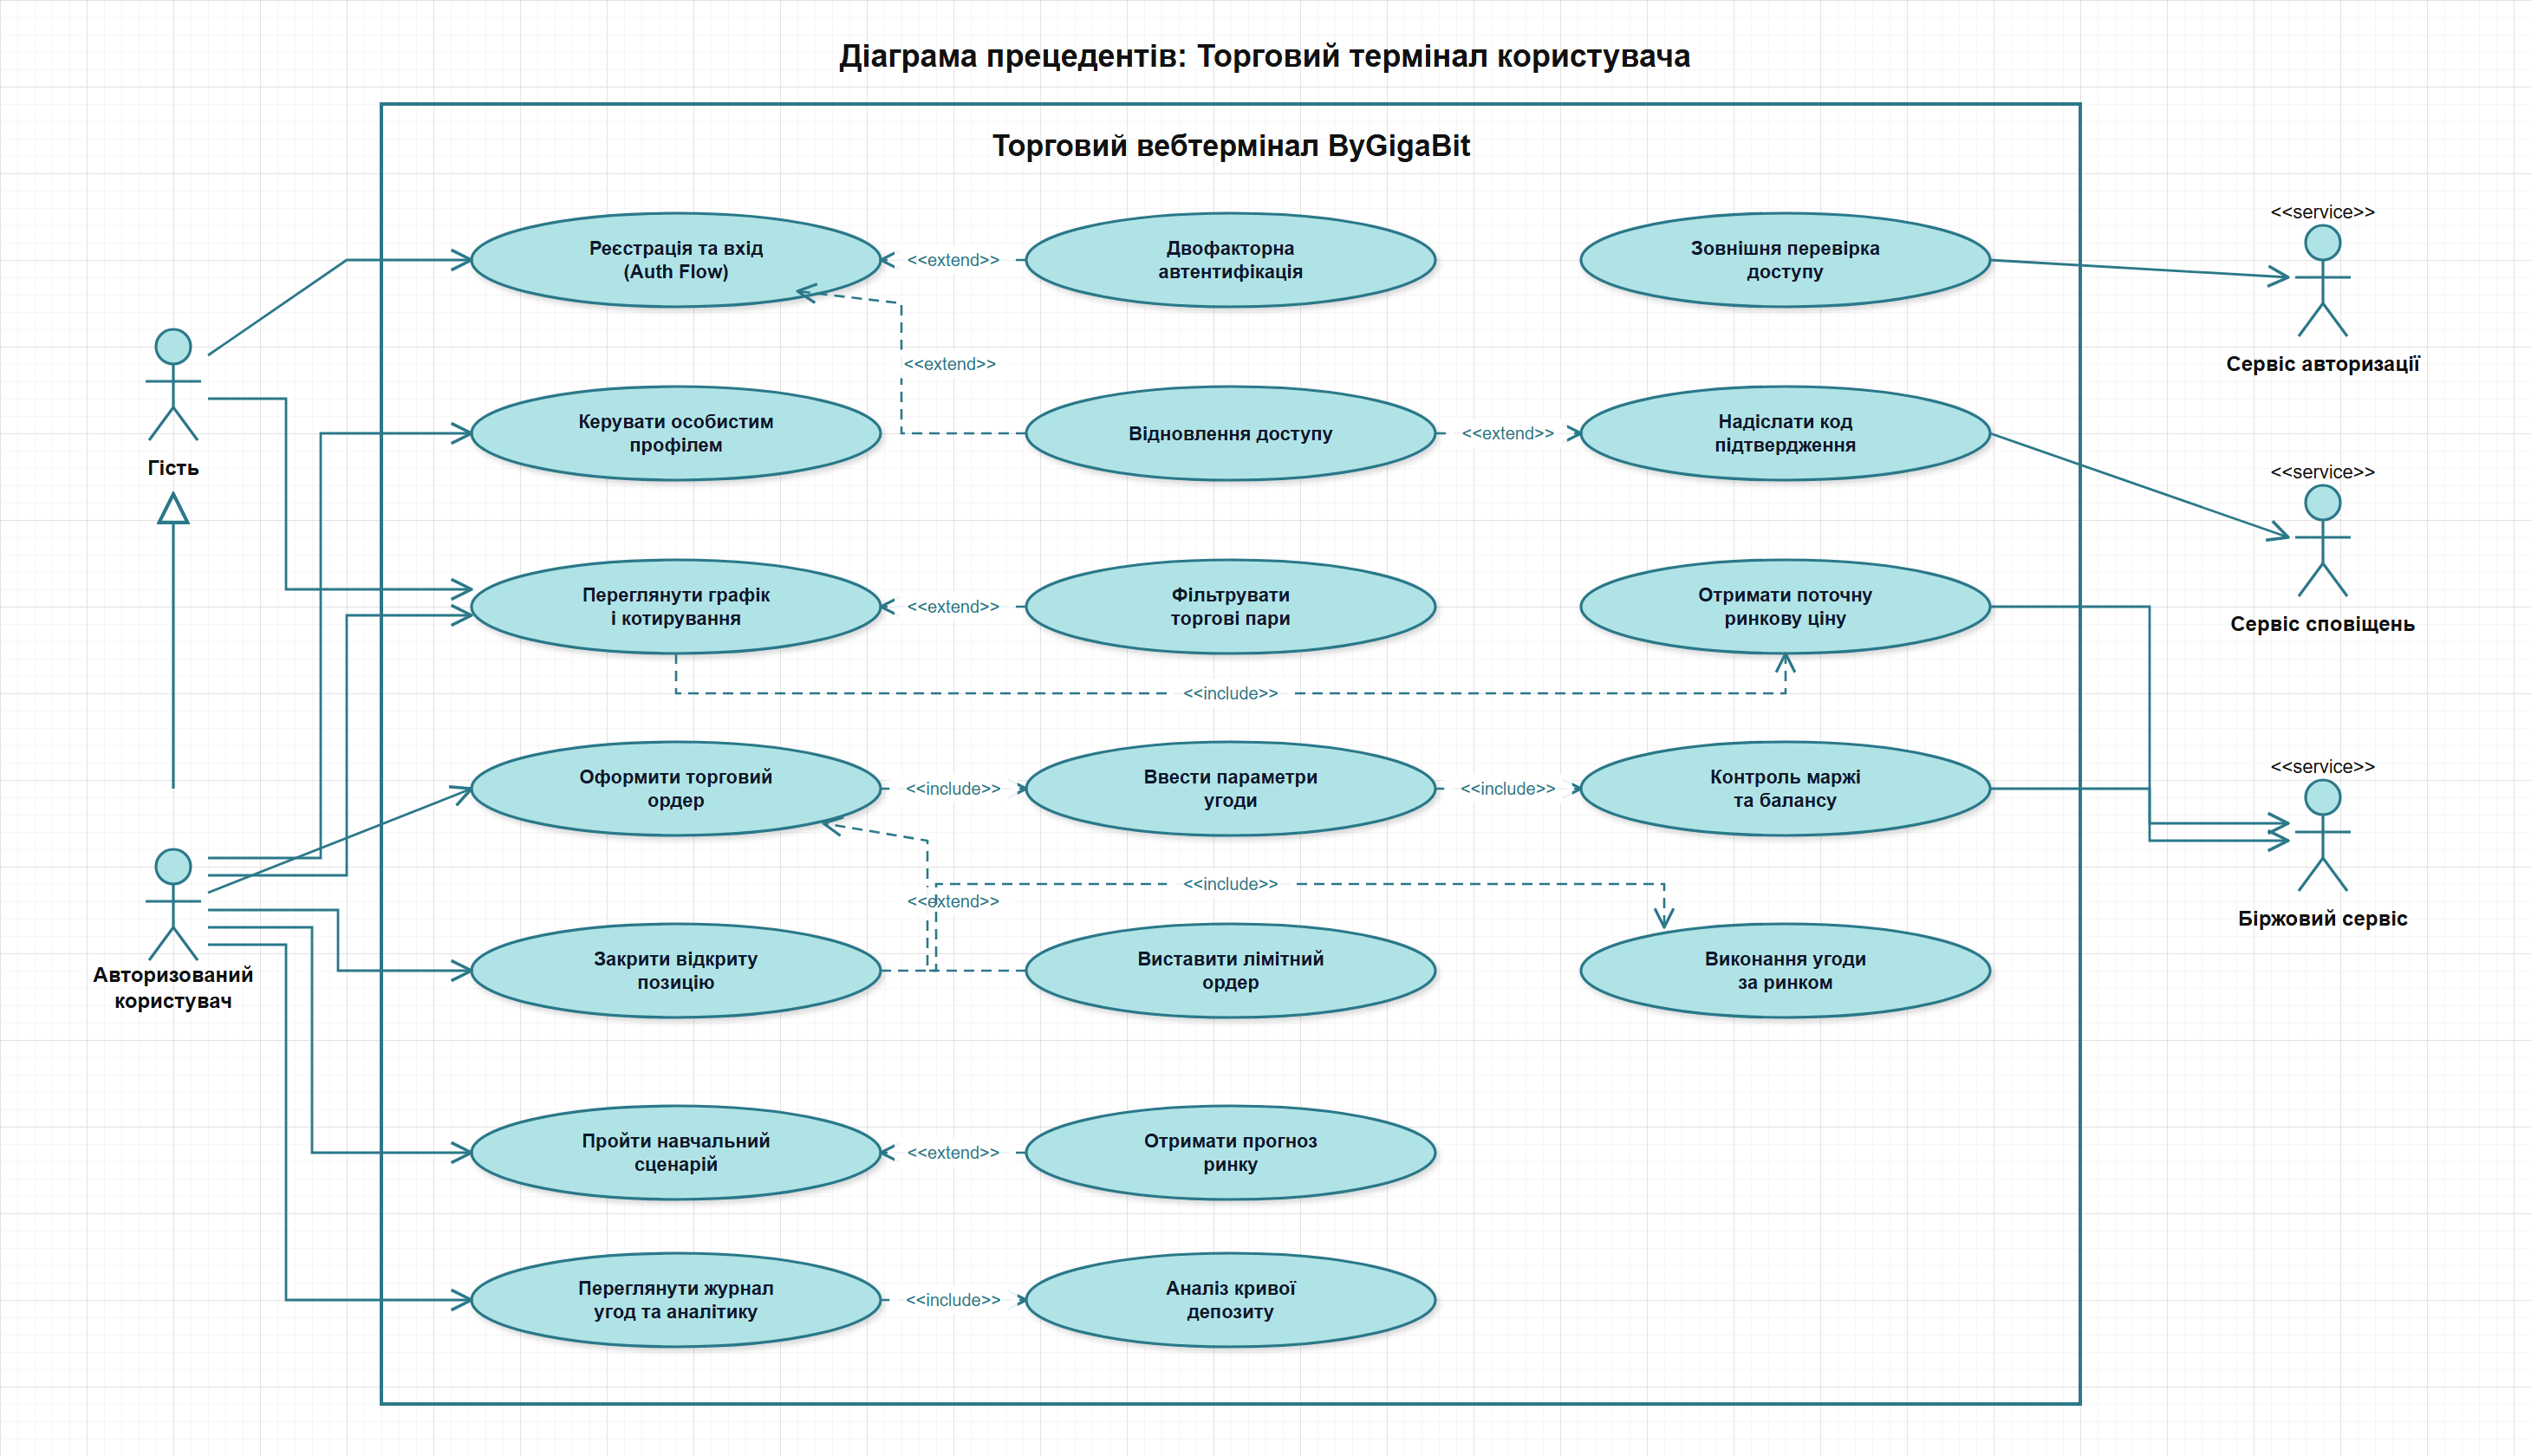 Діаграма прецедентів: Торговий термінал користувача
Торговий вебтермінал ByGigaBit
Реєстрація та вхід
(Auth Flow)
<<extend>>
Двофакторна
автентифікація
Зовнішня перевірка
доступу
<<service>>
Сервіс авторизації
<<extend>>
Гість
Керувати особистим
профілем
Відновлення доступу
<<extend>>
Надіслати код
підтвердження
<<service>>
Сервіс сповіщень
Переглянути графік
і котирування
<<extend>>
Фільтрувати
торгові пари
Отримати поточну
ринкову ціну
<<include>>
Оформити торговий
ордер
<<include>>
Ввести параметри
угоди
<<include>>
Контроль маржі
та балансу
<<service>>
Біржовий сервіс
<<include>>
<<extend>>
Авторизований
користувач
Закрити відкриту
позицію
Виставити лімітний
ордер
Виконання угоди
за ринком
Пройти навчальний
сценарій
<<extend>>
Отримати прогноз
ринку
Переглянути журнал
угод та аналітику
<<include>>
Аналіз кривої
депозиту